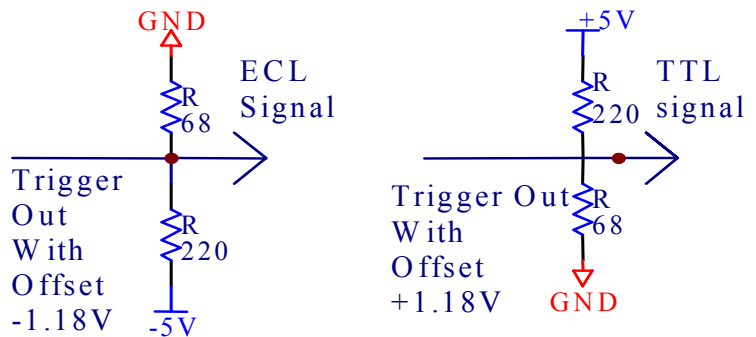 GND
R
68
ECL
Signal
Trigger
Out
With
Offset
-1.18V
R
220
-5V
+5V
R
220
TTL
signal
Trigger Out
With
Offset
+1.18V
R
68
GND